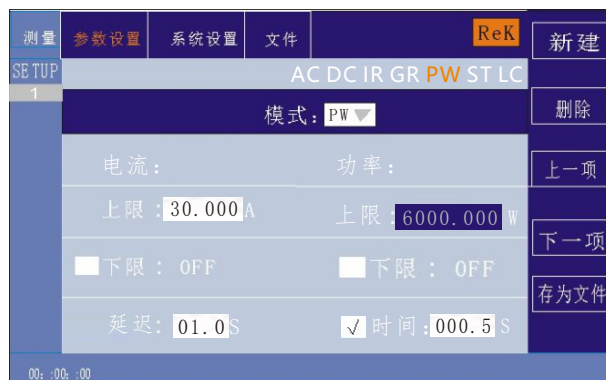 测量 参数设置 系统设置 文件 ReK 新建
SETUP AC DC IR GR PW ST LC
1
模式：PW 删除
电流： 功率： 上一项
上限：30.000A 上限：6000.000 W
下限：OFF 下限：OFF 下一项
存为文件
延迟：01.0S √ 时间：000.5 S
00：:00：:00